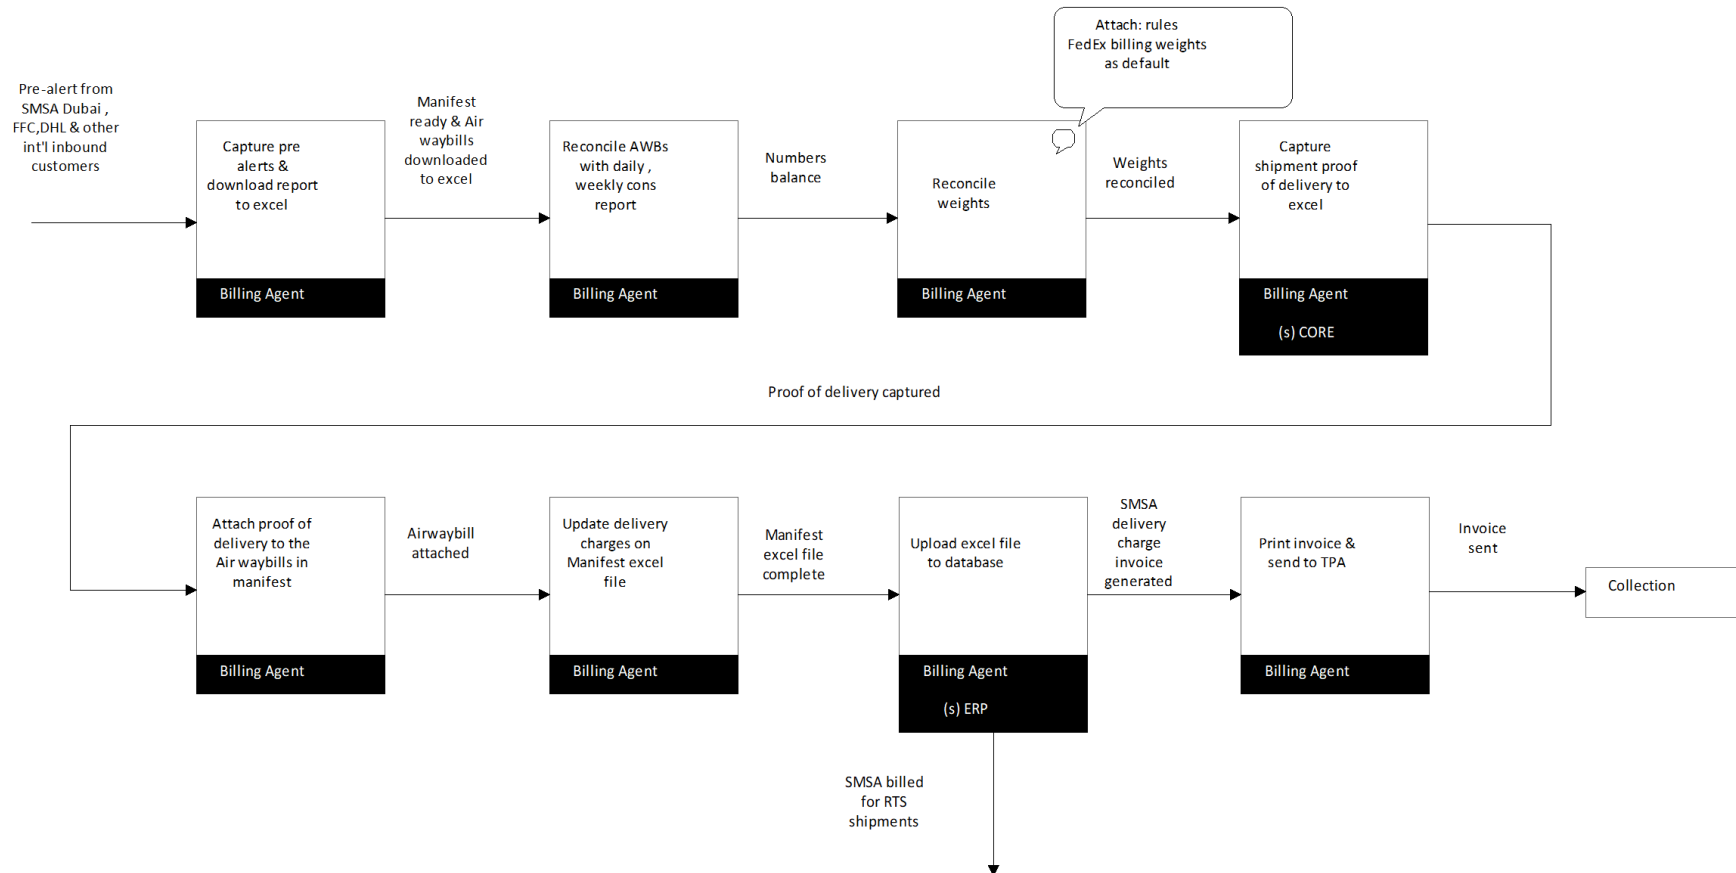 Attach: rules
FedEx billing weights
as default
Pre-alert from
SMSA Dubai ,
FFC,DHL & other
int'l inbound
customers
Capture pre
alerts &
download report
to excel
Billing Agent
Manifest
ready & Air
waybills
downloaded
to excel
Reconcile AWBs
with daily ,
weekly cons
report
Billing Agent
Numbers
balance
Reconcile
weights
Billing Agent
Weights
reconciled
Capture
shipment proof
of delivery to
excel
Billing Agent
(s) CORE
Proof of delivery captured
Attach proof of
delivery to the
Air waybills in
manifest
Billing Agent
Airwaybill
attached
Update delivery
charges on
Manifest excel
file
Billing Agent
Manifest
excel file
complete
Upload excel file
to database
Billing Agent
(s) ERP
SMSA
delivery
charge
invoice
generated
Print invoice &
send to TPA
Billing Agent
Invoice
sent
Collection
SMSA billed
for RTS
shipments